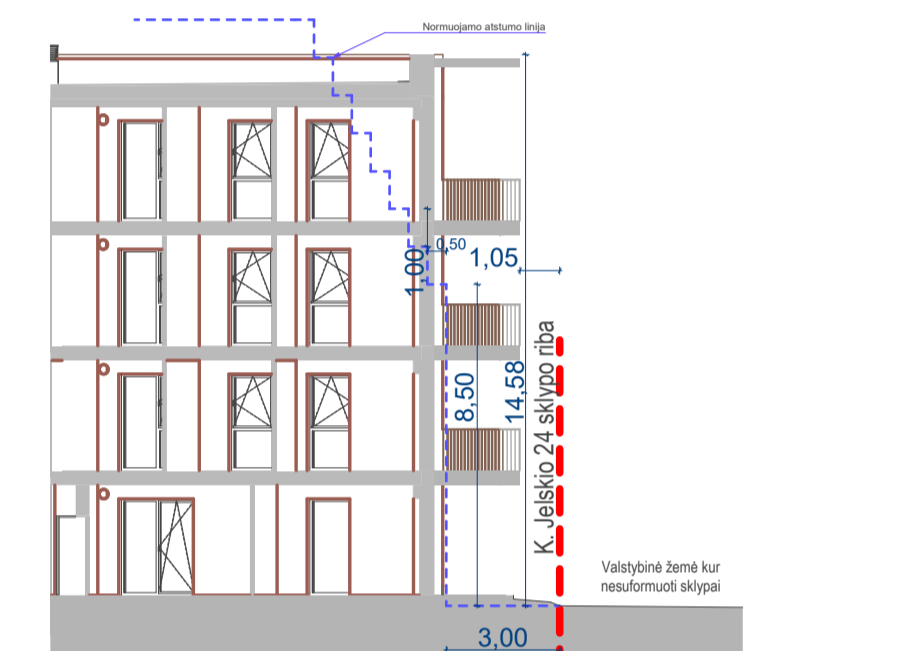 Normuojamo atstumo linija
0,50
1,05
1,00
8,50
14,58
K. Jelskio 24 sklypo riba
Valstybinė žemė kur
nesuformuoti sklypai
3,00